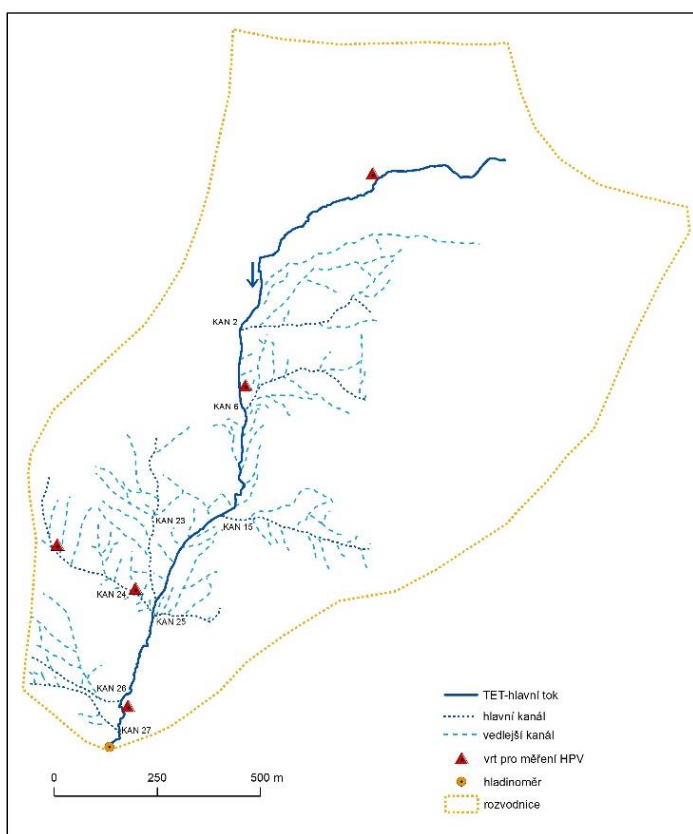 KAN 2
KAN 6
KAN 23
KAN 15
KAN 24
KAN 25
KAN 26
KAN 27
TET-hlavní tok
hlavní kanál
vedlejší kanál
vrt pro měření HPV
hladinoměr
rozvodnice
0 250 500 m